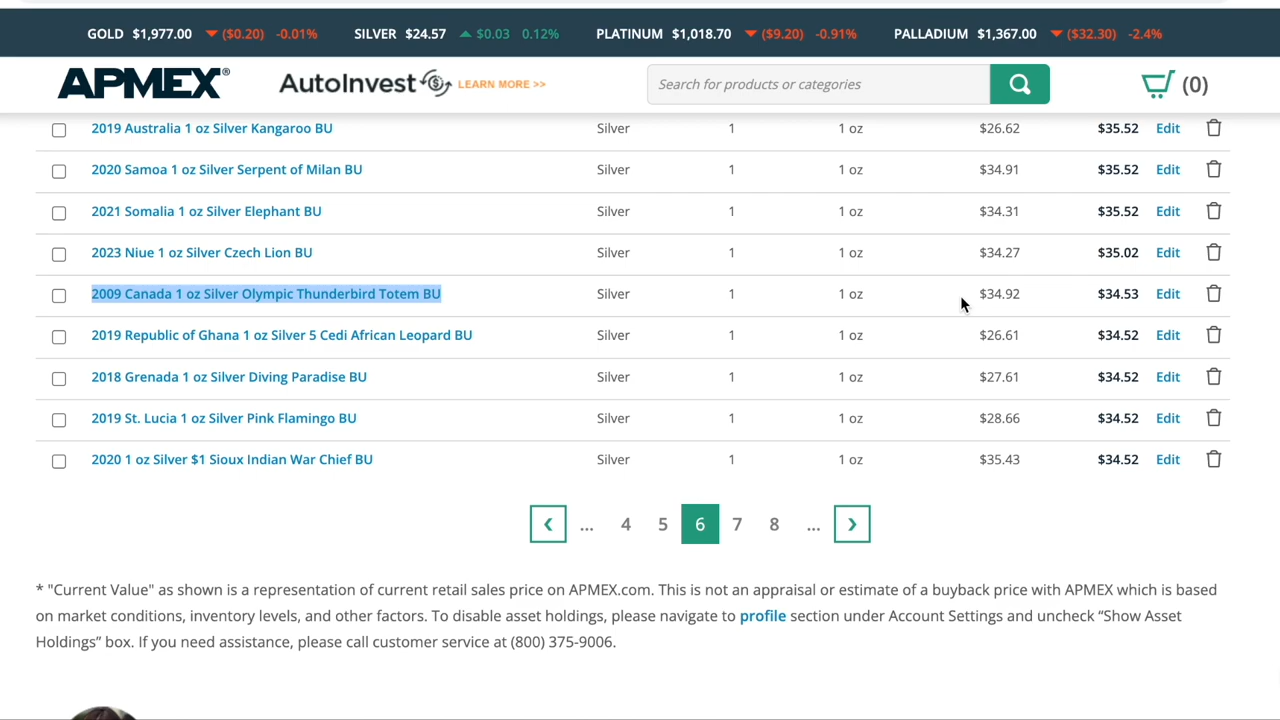 GOLD $1,977.00 ($0.20) -0.01% SILVER $24.57 $0.03 0.12% PLATINUM $1,018.70 ($9.20) -0.91% PALLADIUM $1,367.00 ($32.30) -2.4%
APMEX® AutoInvest $ LEARN MORE >> Search for products or categories (0)
2019 Australia 1 oz Silver Kangaroo BU Silver 1 1 oz $26.62 $35.52 Edit
2020 Samoa 1 oz Silver Serpent of Milan BU Silver 1 1 oz $34.91 $35.52 Edit
2021 Somalia 1 oz Silver Elephant BU Silver 1 1 oz $34.31 $35.52 Edit
2023 Niue 1 oz Silver Czech Lion BU Silver 1 1 oz $34.27 $35.02 Edit
2009 Canada 1 oz Silver Olympic Thunderbird Totem BU Silver 1 1 oz $34.92 $34.53 Edit
2019 Republic of Ghana 1 oz Silver 5 Cedi African Leopard BU Silver 1 1 oz $26.61 $34.52 Edit
2018 Grenada 1 oz Silver Diving Paradise BU Silver 1 1 oz $27.61 $34.52 Edit
2019 St. Lucia 1 oz Silver Pink Flamingo BU Silver 1 1 oz $28.66 $34.52 Edit
2020 1 oz Silver $1 Sioux Indian War Chief BU Silver 1 1 oz $35.43 $34.52 Edit
‹ ... 4 5 6 7 8 ... ›
* "Current Value" as shown is a representation of current retail sales price on APMEX.com. This is not an appraisal or estimate of a buyback price with APMEX which is based
on market conditions, inventory levels, and other factors. To disable asset holdings, please navigate to profile section under Account Settings and uncheck “Show Asset
Holdings” box. If you need assistance, please call customer service at (800) 375-9006.